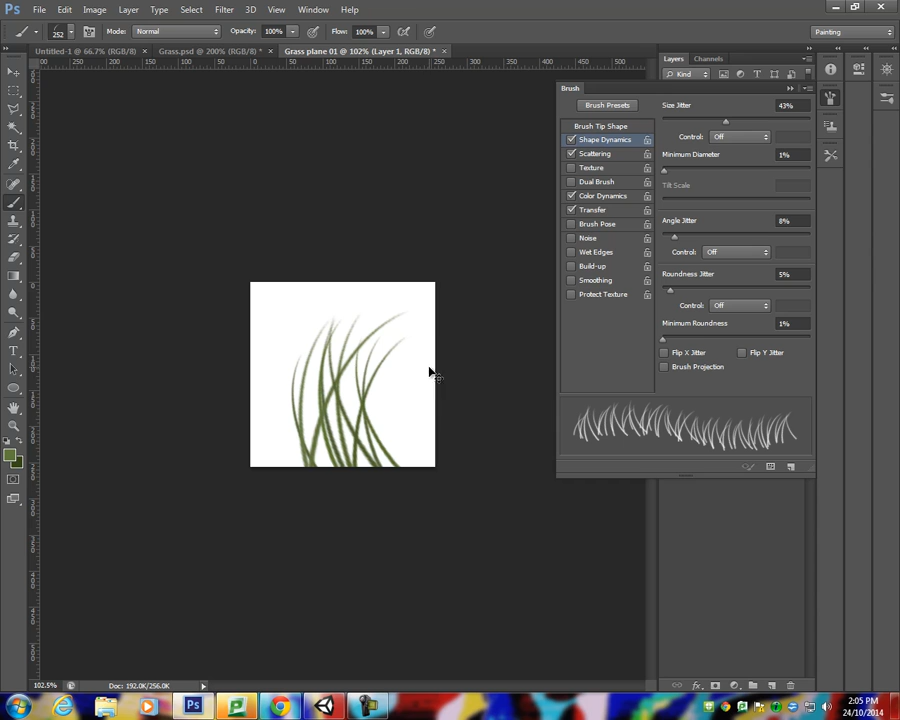 Ps File Edit Image Layer Type Select Filter 3D View Window Help
252 Mode: Normal Opacity: 100% Flow: 100% Painting
Untitled-1 @ 66.7% (RGB/8) × Grass.psd @ 200% (RGB/8) * × Grass plane 01 @ 102% (Layer 1, RGB/8) * ×
Layers Channels
Kind
Brush
Brush Presets
Size Jitter 43%
Brush Tip Shape
Shape Dynamics
Control: Off
Scattering
Minimum Diameter 1%
Texture
Dual Brush
Tilt Scale
Color Dynamics
Transfer
Angle Jitter 8%
Brush Pose
Noise
Wet Edges
Control: Off
Build-up
Roundness Jitter 5%
Smoothing
Protect Texture
Control: Off
Minimum Roundness 1%
Flip X Jitter Flip Y Jitter
Brush Projection
102.5% Doc: 192.0K/256.0K
2:05 PM
24/10/2014